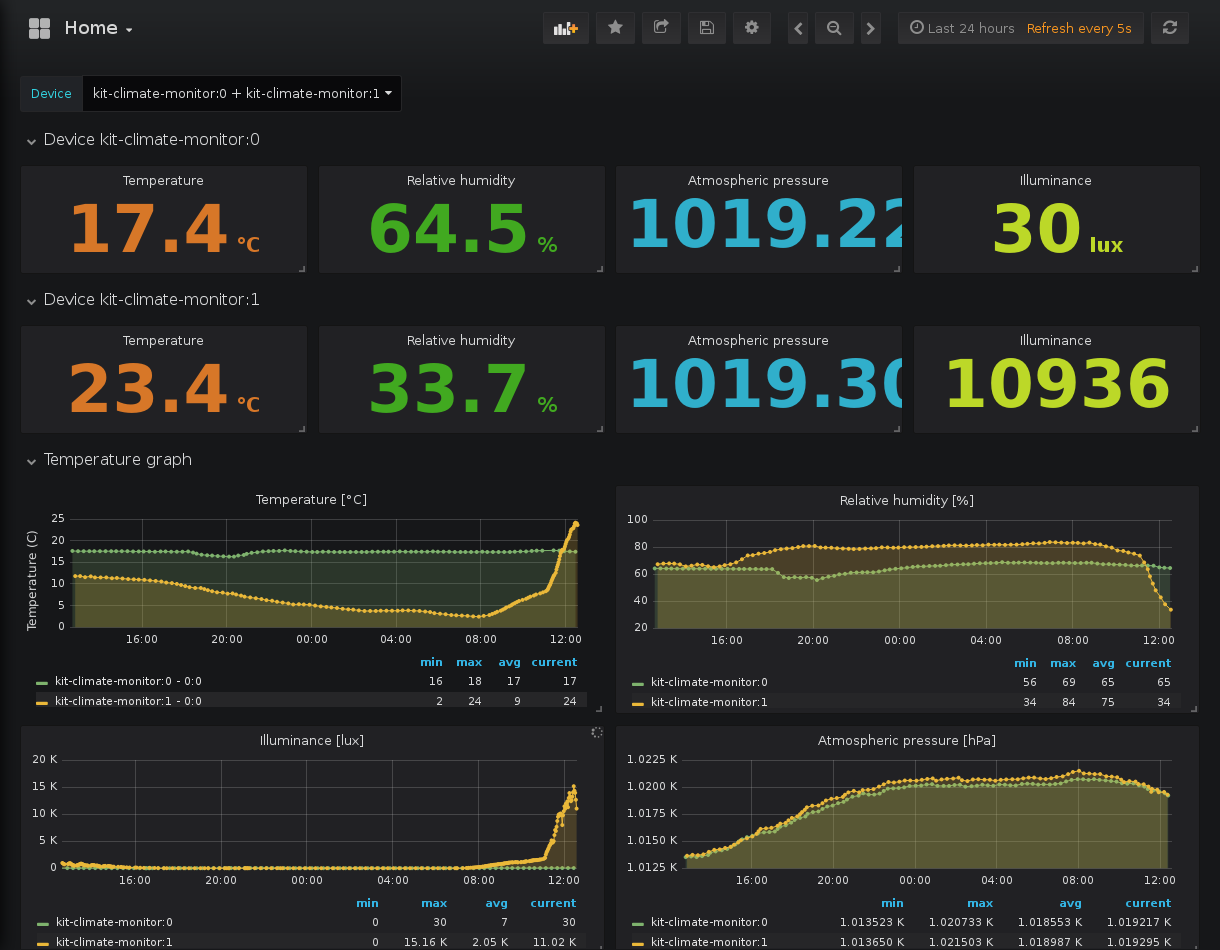 Home
Last 24 hours Refresh every 5s
Device kit-climate-monitor:0 + kit-climate-monitor:1
Device kit-climate-monitor:0
Temperature Relative humidity Atmospheric pressure Illuminance
17.4 °C 64.5 % 1019.22 30 lux
Device kit-climate-monitor:1
Temperature Relative humidity Atmospheric pressure Illuminance
23.4 °C 33.7 % 1019.30 10936
Temperature graph
Temperature [°C]
Temperature (C)
25
20
15
10
5
0
16:00 20:00 00:00 04:00 08:00 12:00
min max avg current
kit-climate-monitor:0 - 0:0 16 18 17 17
kit-climate-monitor:1 - 0:0 2 24 9 24
Relative humidity [%]
100
80
60
40
20
16:00 20:00 00:00 04:00 08:00 12:00
min max avg current
kit-climate-monitor:0 56 69 65 65
kit-climate-monitor:1 34 84 75 34
Illuminance [lux]
20 K
15 K
10 K
5 K
0
16:00 20:00 00:00 04:00 08:00 12:00
min max avg current
kit-climate-monitor:0 0 30 7 30
kit-climate-monitor:1 0 15.16 K 2.05 K 11.02 K
Atmospheric pressure [hPa]
1.0225 K
1.0200 K
1.0175 K
1.0150 K
1.0125 K
16:00 20:00 00:00 04:00 08:00 12:00
min max avg current
kit-climate-monitor:0 1.013523 K 1.020733 K 1.018553 K 1.019217 K
kit-climate-monitor:1 1.013650 K 1.021503 K 1.018987 K 1.019295 K